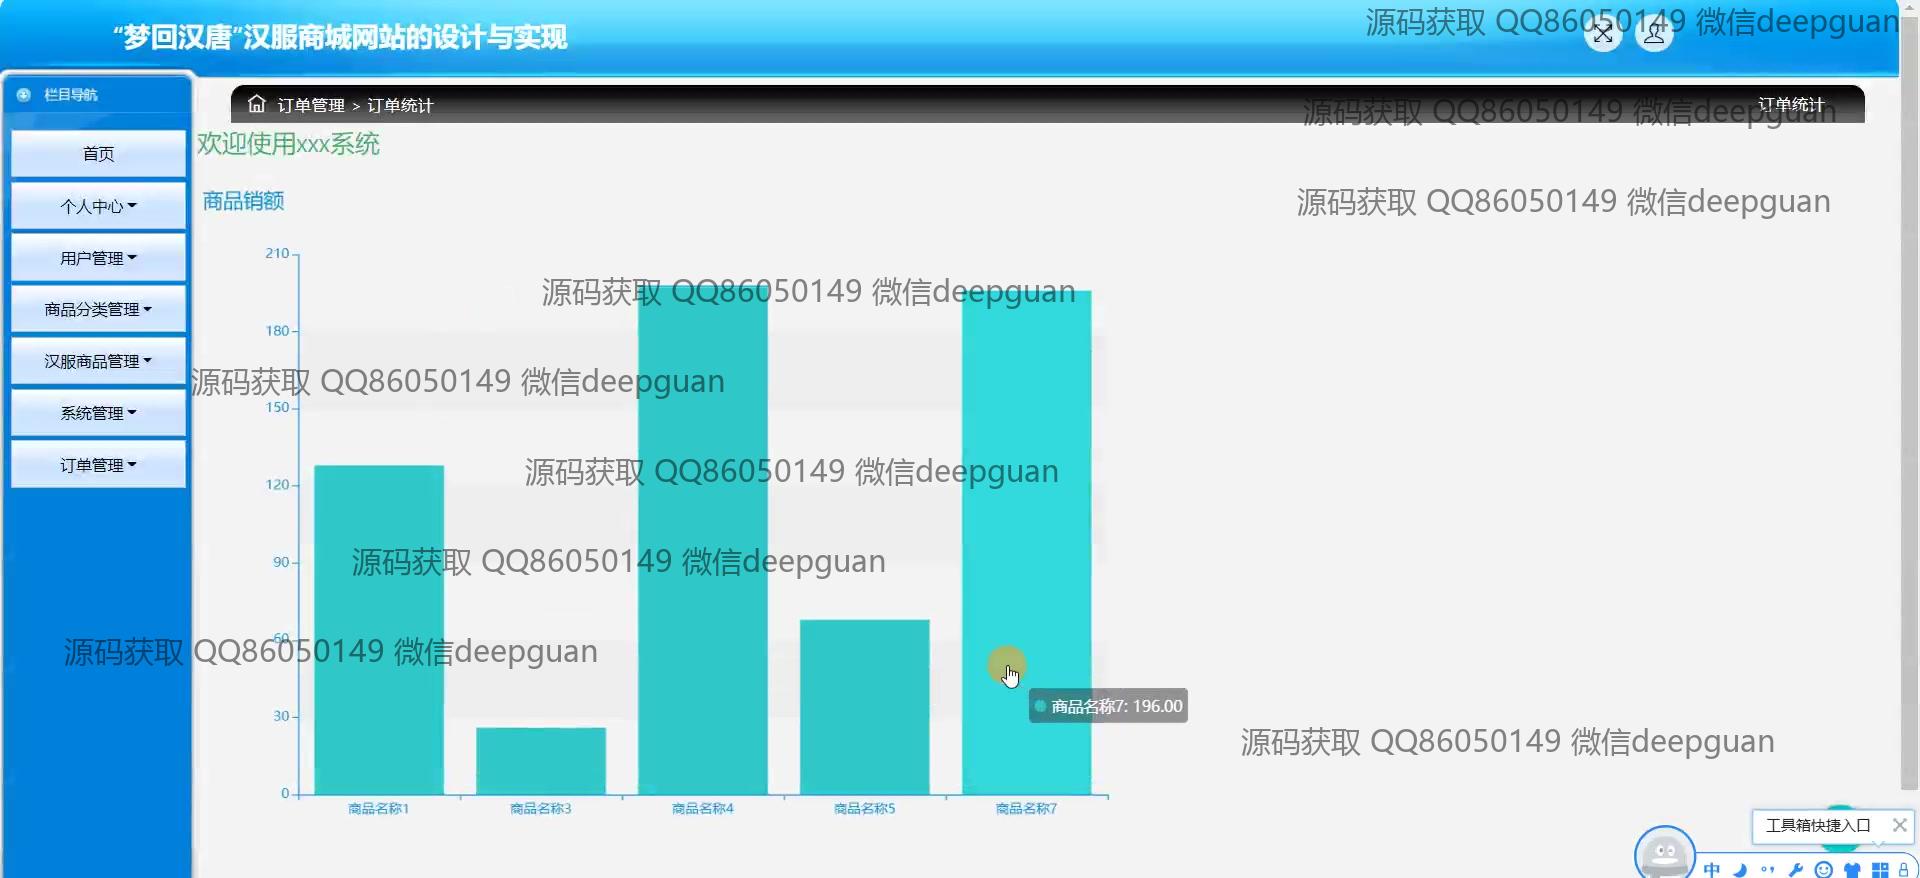 “梦回汉唐”汉服商城网站的设计与实现
源码获取 QQ86050149 微信deepguan
栏目导航
订单管理 > 订单统计
订单统计
源码获取 QQ86050149 微信deepguan
欢迎使用xxx系统
首页
个人中心
用户管理
商品分类管理
汉服商品管理
系统管理
订单管理
商品销额
源码获取 QQ86050149 微信deepguan
210
源码获取 QQ86050149 微信deepguan
180
源码获取 QQ86050149 微信deepguan
150
源码获取 QQ86050149 微信deepguan
120
源码获取 QQ86050149 微信deepguan
90
源码获取 QQ86050149 微信deepguan
60
30
商品名称7: 196.00
源码获取 QQ86050149 微信deepguan
0
商品名称1
商品名称3
商品名称4
商品名称5
商品名称7
工具箱快捷入口
中